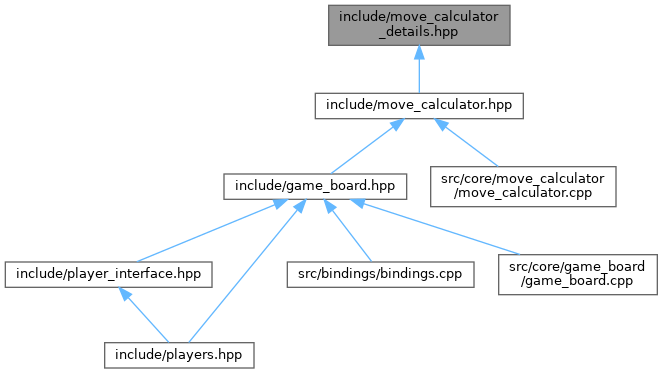 include/move_calculator
_details.hpp
include/move_calculator.hpp
include/game_board.hpp
src/core/move_calculator
/move_calculator.cpp
include/player_interface.hpp
src/bindings/bindings.cpp
src/core/game_board
/game_board.cpp
include/players.hpp